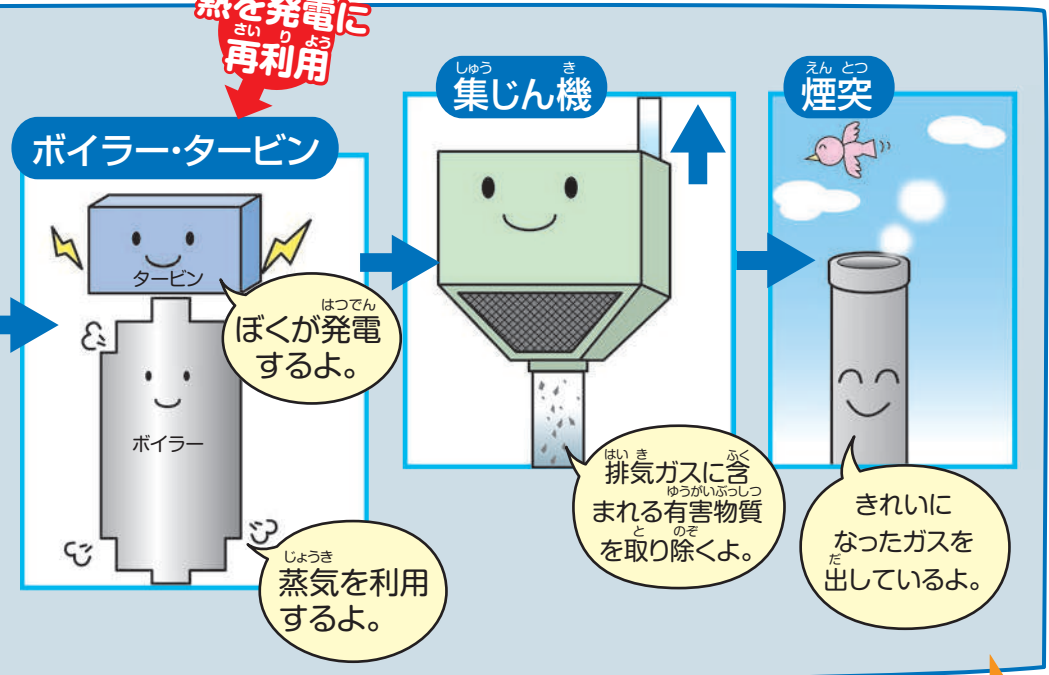 熱を発電に
さいりよう
再利用
ボイラー・タービン
タービン
はつでん
ぼくが発電
するよ。
ボイラー
じょうき
蒸気を利用
するよ。
しゅう き
集じん機
はい き ふく
排気ガスに含
ゆうがいぶっしつ
まれる有害物質
と のぞ
を取り除くよ。
えん とつ
煙突
きれいに
なったガスを
だ
出しているよ。